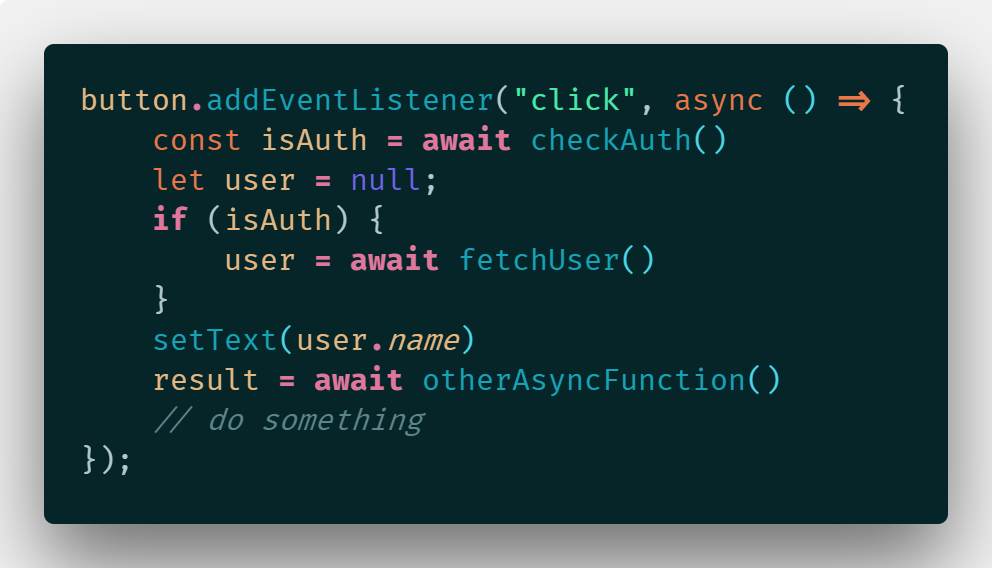 button.addEventListener("click", async () => {
    const isAuth = await checkAuth()
    let user = null;
    if (isAuth) {
        user = await fetchUser()
    }
    setText(user.name)
    result = await otherAsyncFunction()
    // do something
});